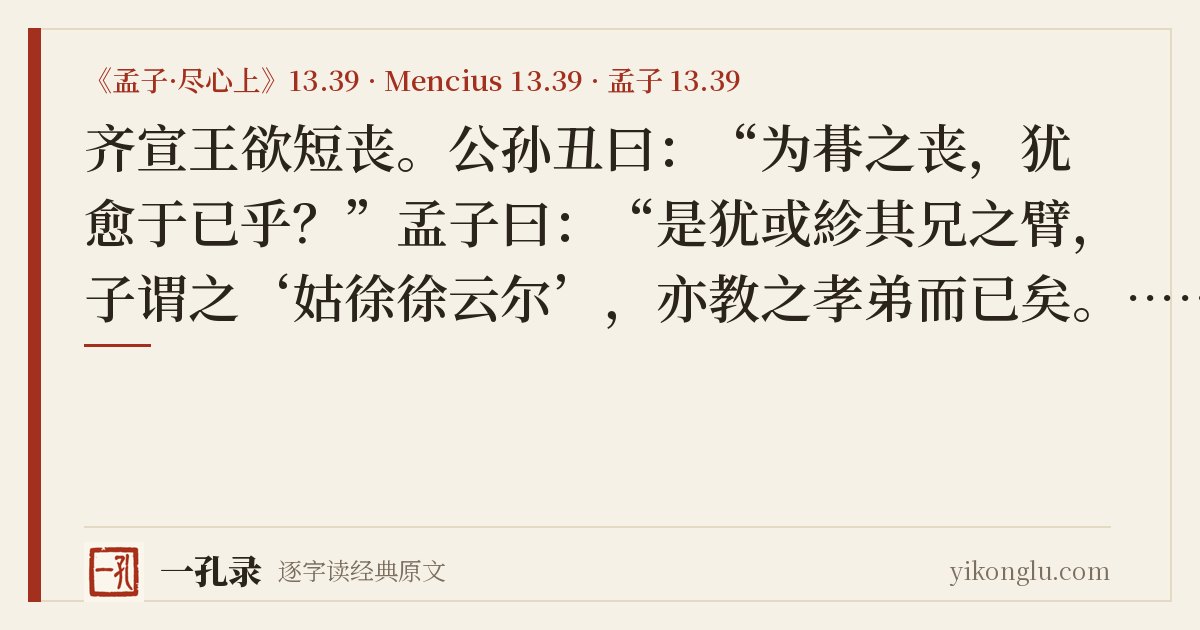 《孟子·尽心上》13.39 · Mencius 13.39 · 孟子 13.39
齐宣王欲短丧。公孙丑曰：“为朞之丧，犹
愈于已乎？”孟子曰：“是犹或紾其兄之臂，
子谓之‘姑徐徐云尔’，亦教之孝弟而已矣。……
一孔
一孔录 逐字读经典原文
yikonglu.com